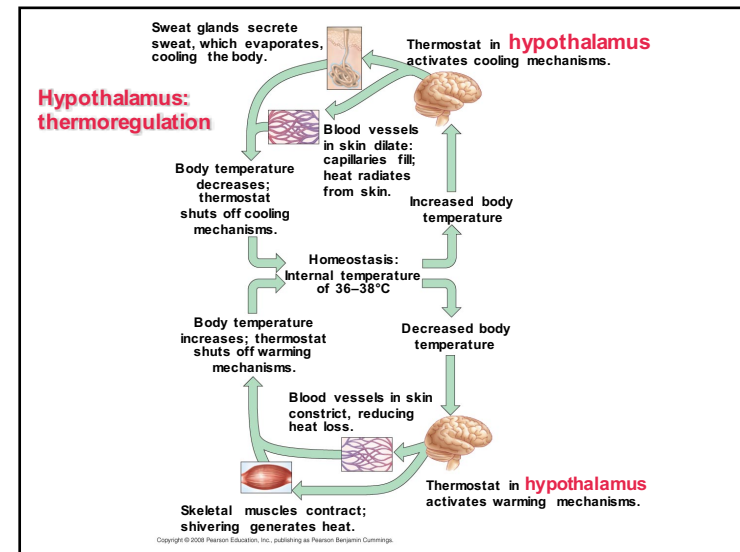 Sweat glands secrete
sweat, which evaporates,
cooling the body.
Thermostat in hypothalamus
activates cooling mechanisms.
Hypothalamus:
thermoregulation
Blood vessels
in skin dilate:
capillaries fill;
heat radiates
from skin.
Body temperature
decreases;
thermostat
shuts off cooling
mechanisms.
Increased body
temperature
Homeostasis:
Internal temperature
of 36–38°C
Body temperature
increases; thermostat
shuts off warming
mechanisms.
Decreased body
temperature
Blood vessels in skin
constrict, reducing
heat loss.
Thermostat in hypothalamus
activates warming mechanisms.
Skeletal muscles contract;
shivering generates heat.
Copyright © 2008 Pearson Education, Inc., publishing as Pearson Benjamin Cummings.